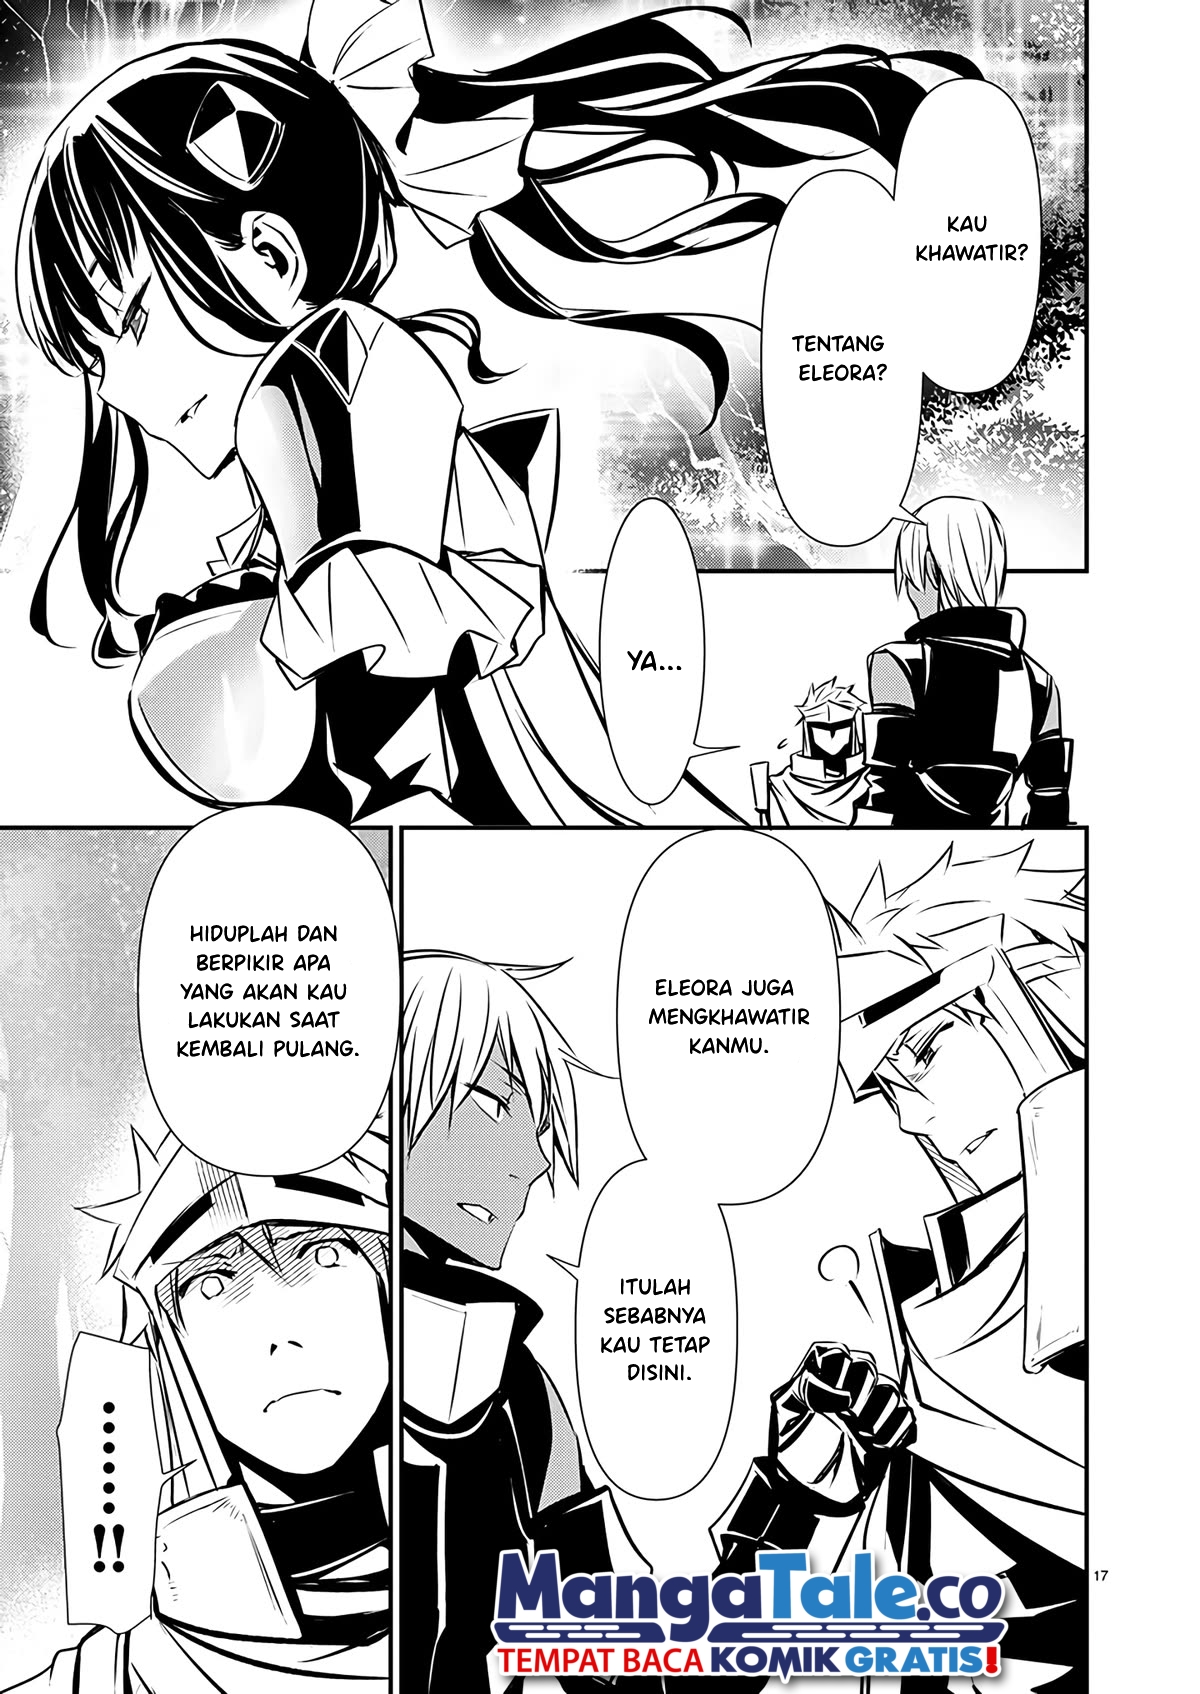 KAU
KHAWATIR?
TENTANG
ELEORA?
YA...
ELEORA JUGA
MENGKHAWATIR
KANMU.
ITULAH
SEBABNYA
KAU TETAP
DISINI.
HIDUPLAH DAN
BERPIKIR APA
YANG AKAN KAU
LAKUKAN SAAT
KEMBALI PULANG.
........!!
17
MANGATALE.CO
TEMPAT BACA KOMIK GRATIS!